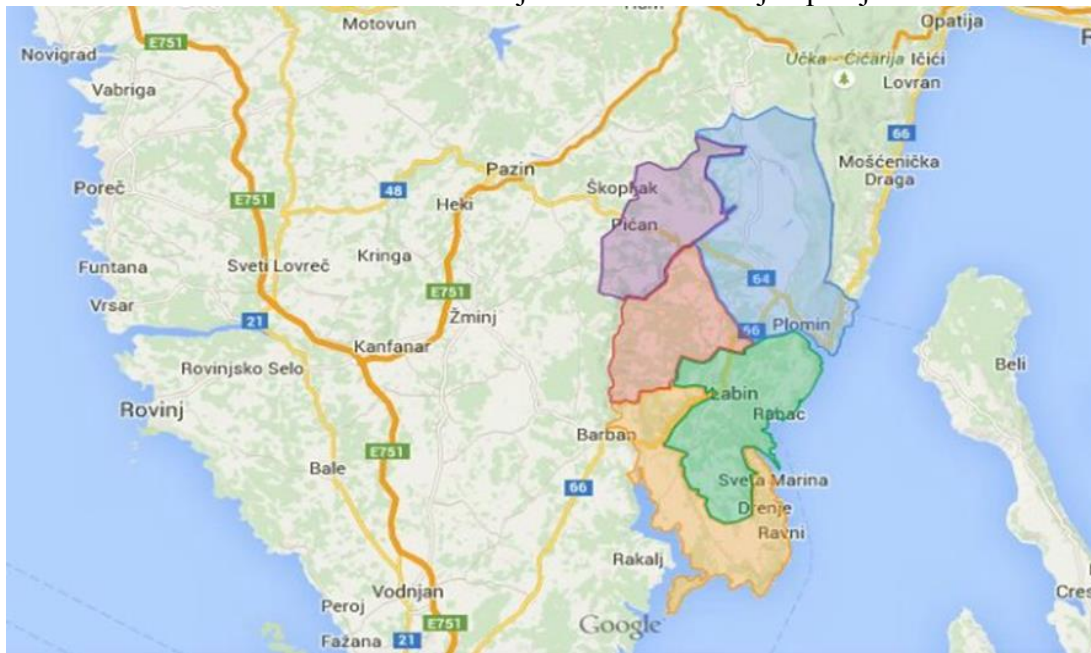 Motovun
Opatija
E751
Novigrad
Učka - Ćićarija
Ičići
Vabriga
Lovran
66
Pazin
Mošćenička
Draga
Poreč
48
E751
Heki
Pićan
Funtana
Sveti Lovreč
Kringa
64
E751
Vrsar
21
Žminj
66
Plomin
Kanfanar
Rovinjsko Selo
Beli
Labin
Rovinj
Rabac
Barban
E751
Bale
66
Sveta Marina
Drenje
Ravni
Rakalj
Vodnjan
Peroj
Cres
Google
E751
Fažana
21